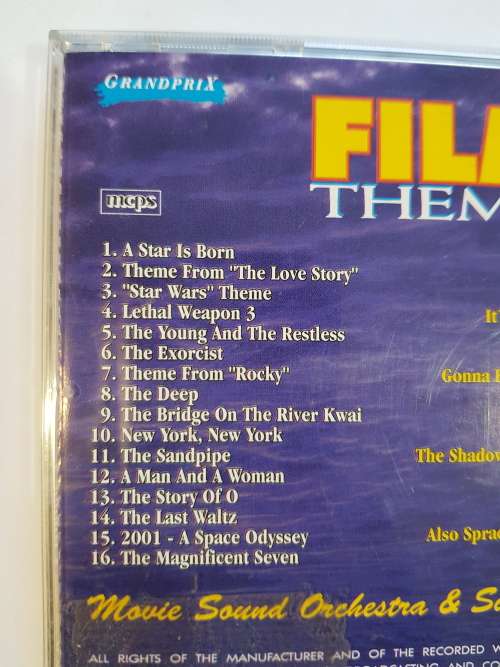 GRANDPRIX
FILM
THEM
mcps
1. A Star Is Born
2. Theme From "The Love Story"
3. "Star Wars" Theme
It'
4. Lethal Weapon 3
5. The Young And The Restless
6. The Exorcist
7. Theme From "Rocky"
Gonna
8. The Deep
9. The Bridge On The River Kwai
10. New York, New York
11. The Sandpipe
The Shadow
12. A Man And A Woman
13. The Story Of O
14. The Last Waltz
15. 2001 - A Space Odyssey
Also Sprac
16. The Magnificent Seven
Movie Sound Orchestra &
ALL RIGHTS OF THE MANUFACTURER AND OF THE RECORDED